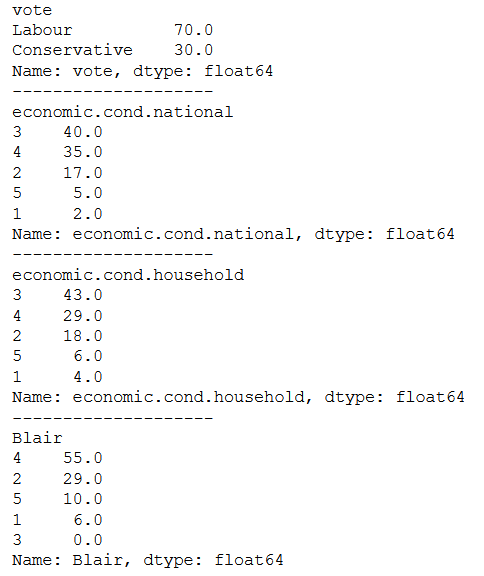 vote
Labour          70.0
Conservative    30.0
Name: vote, dtype: float64
--------------------
economic.cond.national
3    40.0
4    35.0
2    17.0
5     5.0
1     2.0
Name: economic.cond.national, dtype: float64
--------------------
economic.cond.household
3    43.0
4    29.0
2    18.0
5     6.0
1     4.0
Name: economic.cond.household, dtype: float64
--------------------
Blair
4    55.0
2    29.0
5    10.0
1     6.0
3     0.0
Name: Blair, dtype: float64